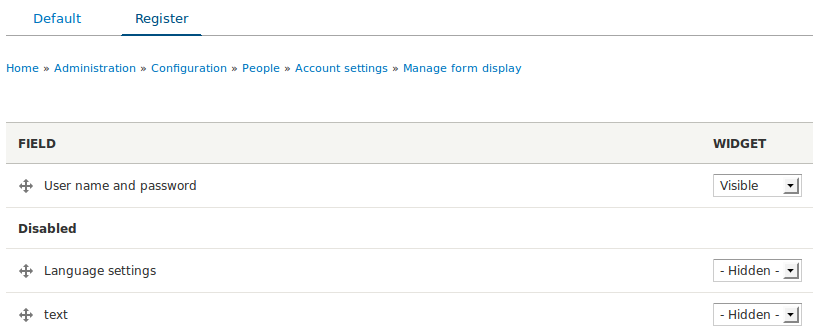 Default Register
Home » Administration » Configuration » People » Account settings » Manage form display
FIELD WIDGET
User name and password Visible
Disabled
Language settings - Hidden -
text - Hidden -